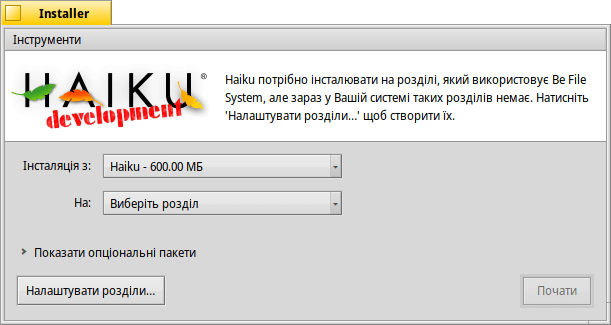 Installer
Інструменти
HAIKU®
development
Haiku потрібно інсталювати на розділі, який використовує Be File
System, але зараз у Вашій системі таких розділів немає. Натисніть
'Налаштувати розділи...' щоб створити їх.
Інсталяція з: Haiku - 600.00 МБ
На: Виберіть розділ
Показати опціональні пакети
Налаштувати розділи... Почати